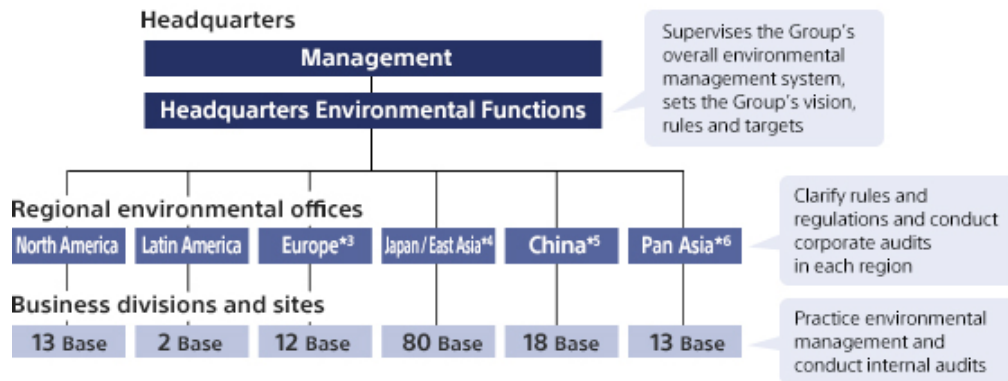 Headquarters
Management
Headquarters Environmental Functions
Supervises the Group's
overall environmental
management system,
sets the Group's vision,
rules and targets
Regional environmental offices
North America
Latin America
Europe*3
Japan / East Asia*4
China*5
Pan Asia*6
Clarify rules and
regulations and conduct
corporate audits
in each region
Business divisions and sites
13 Base
2 Base
12 Base
80 Base
18 Base
13 Base
Practice environmental
management and
conduct internal audits